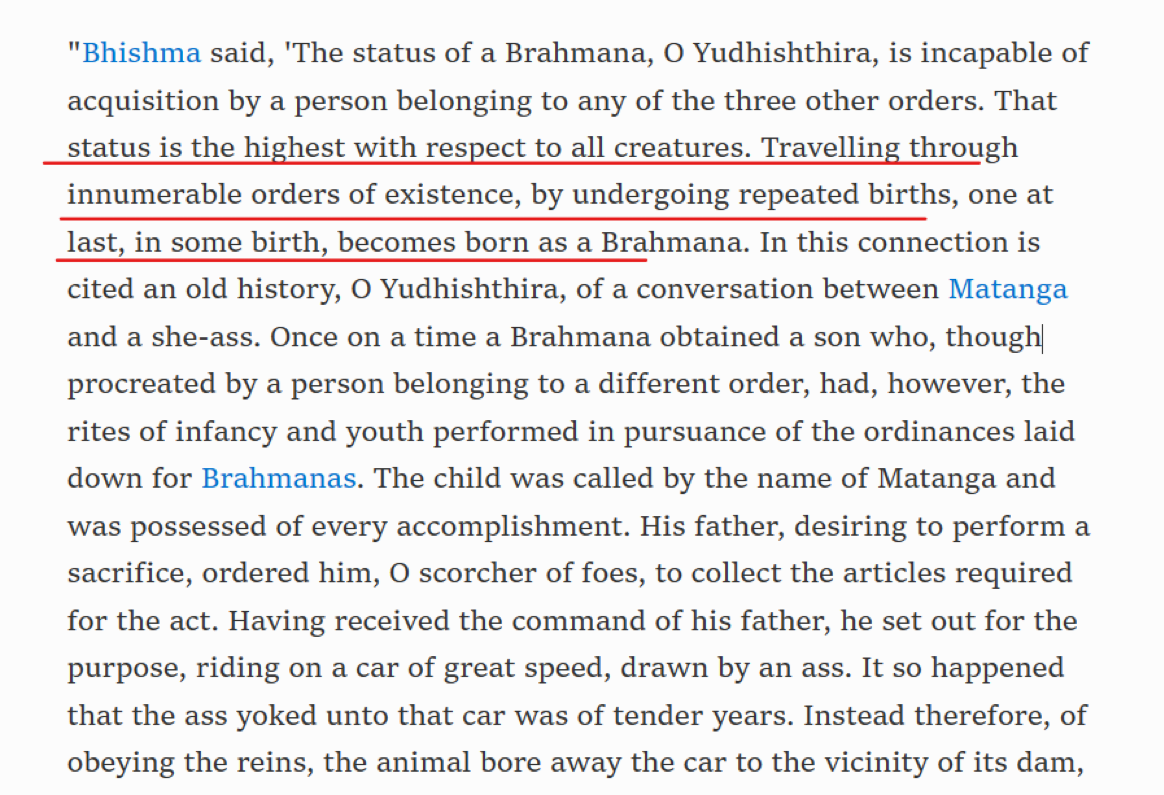 "Bhishma said, 'The status of a Brahmana, O Yudhishthira, is incapable of
acquisition by a person belonging to any of the three other orders. That
status is the highest with respect to all creatures. Travelling through
innumerable orders of existence, by undergoing repeated births, one at
last, in some birth, becomes born as a Brahmana. In this connection is
cited an old history, O Yudhishthira, of a conversation between Matanga
and a she-ass. Once on a time a Brahmana obtained a son who, though
procreated by a person belonging to a different order, had, however, the
rites of infancy and youth performed in pursuance of the ordinances laid
down for Brahmanas. The child was called by the name of Matanga and
was possessed of every accomplishment. His father, desiring to perform a
sacrifice, ordered him, O scorcher of foes, to collect the articles required
for the act. Having received the command of his father, he set out for the
purpose, riding on a car of great speed, drawn by an ass. It so happened
that the ass yoked unto that car was of tender years. Instead therefore, of
obeying the reins, the animal bore away the car to the vicinity of its dam,